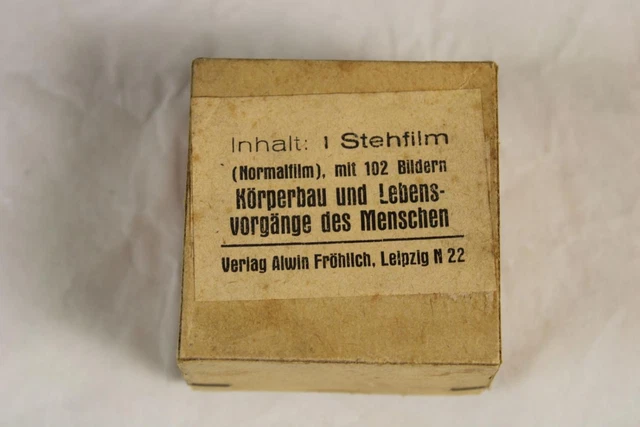 Inhalt: 1 Stehfilm
(Normalfilm), mit 102 Bildern
Körperbau und Lebens-
vorgänge des Menschen
Verlag Alwin Fröhlich, Leipzig N 22